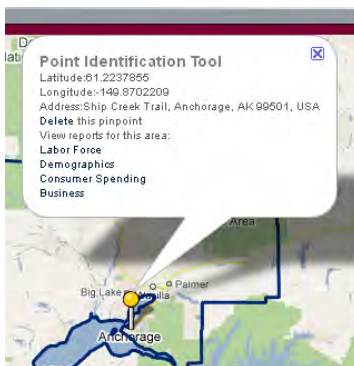 Point Identification Tool
Latitude:61.2237855
Longitude:-149.8702209
Address:Ship Creek Trail, Anchorage, AK 99501, USA
Delete this pinpoint
View reports for this area:
Labor Force
Demographics
Consumer Spending
Business
Area
Palmer
Big Lake
Anchorage